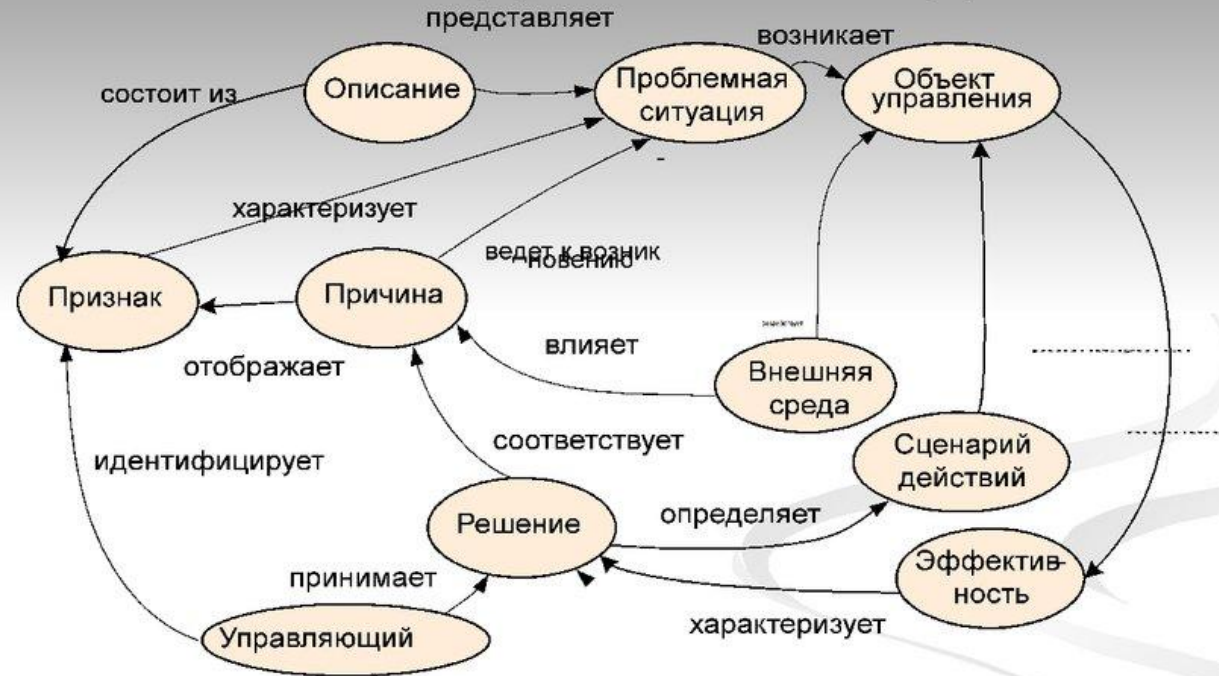 представляет
возникает
Описание
Проблемная
ситуация
Объект
управления
состоит из
характеризует
ведет к возник
новению
Признак
Причина
отображает
влияет
Внешняя
среда
Сценарий
действий
соответствует
идентифицирует
Решение
определяет
Эффектив-
ность
принимает
Управляющий
характеризует